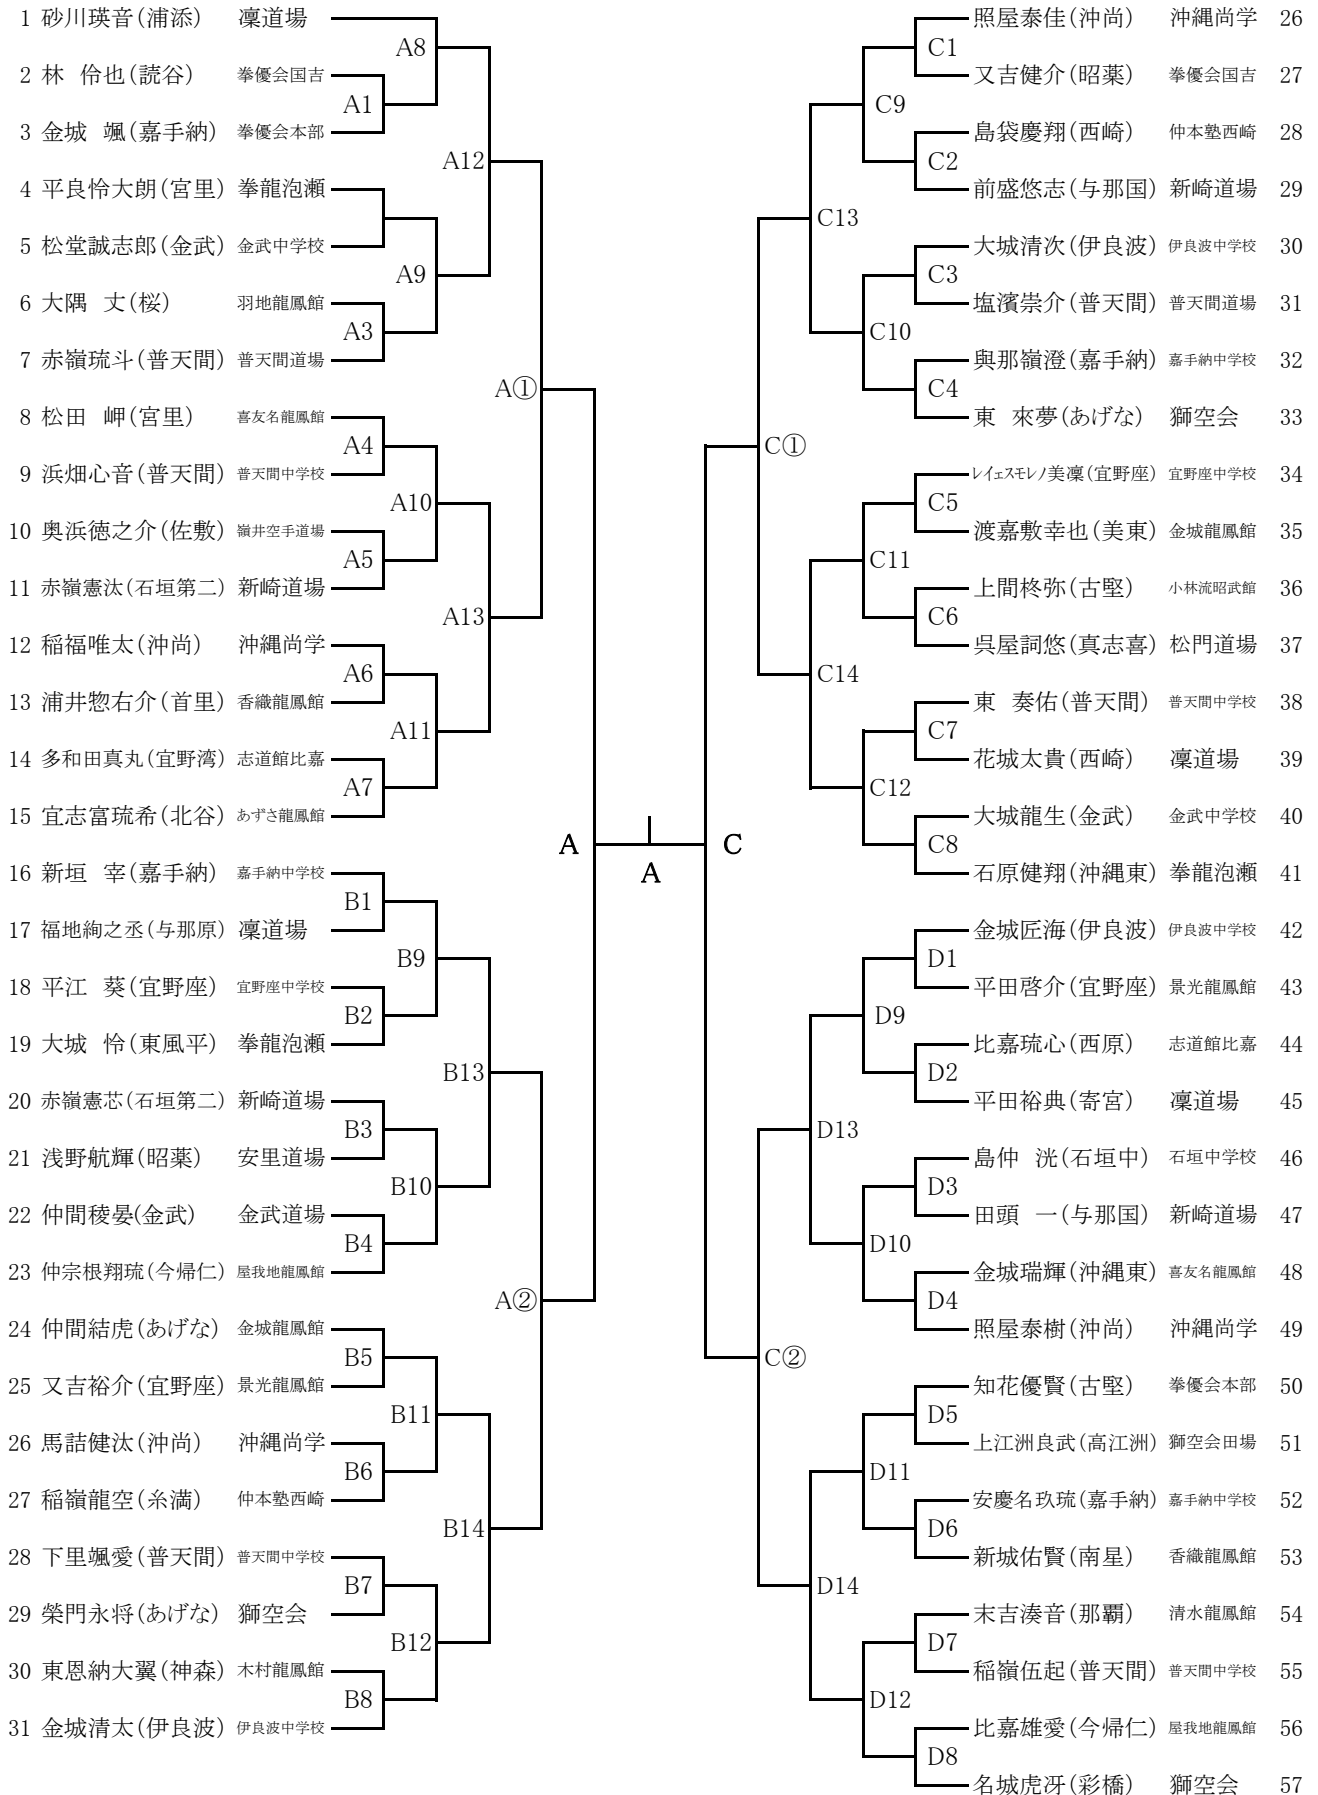 1 砂川瑛音(浦添) 凜道場
A8
2 林 伶也(読谷) 拳優会国吉
A1
3 金城 颯(嘉手納) 拳優会本部
A12
4 平良怜大朗(宮里) 拳龍泡瀬
5 松堂誠志郎(金武) 金武中学校
A9
6 大隅 丈(桜) 羽地龍鳳館
A3
7 赤嶺琉斗(普天間) 普天間道場
A①
8 松田 岬(宮里) 喜友名龍鳳館
A4
9 浜畑心音(普天間) 普天間中学校
A10
10 奥浜徳之介(佐敷) 嶺井空手道場
A5
11 赤嶺憲汰(石垣第二) 新崎道場
A13
12 稲福唯太(沖尚) 沖縄尚学
A6
13 浦井惣右介(首里) 香織龍鳳館
A11
14 多和田真丸(宜野湾) 志道館比嘉
A7
15 宜志富琉希(北谷) あずさ龍鳳館
A
16 新垣 宰(嘉手納) 嘉手納中学校
B1
17 福地絢之丞(与那原) 凜道場
B9
18 平江 葵(宜野座) 宜野座中学校
B2
19 大城 怜(東風平) 拳龍泡瀬
B13
20 赤嶺憲芯(石垣第二) 新崎道場
B3
21 浅野航輝(昭薬) 安里道場
B10
22 仲間稜晏(金武) 金武道場
B4
23 仲宗根翔琉(今帰仁) 屋我地龍鳳館
A②
24 仲間結虎(あげな) 金城龍鳳館
B5
25 又吉裕介(宜野座) 景光龍鳳館
B11
26 馬詰健汰(沖尚) 沖縄尚学
B6
27 稲嶺龍空(糸満) 仲本塾西崎
B14
28 下里颯愛(普天間) 普天間中学校
B7
29 榮門永将(あげな) 獅空会
B12
30 東恩納大翼(神森) 木村龍鳳館
B8
31 金城清太(伊良波) 伊良波中学校
A
照屋泰佳(沖尚) 沖縄尚学 26
C1
又吉健介(昭薬) 拳優会国吉 27
C9
島袋慶翔(西崎) 仲本塾西崎 28
C2
前盛悠志(与那国) 新崎道場 29
C13
大城清次(伊良波) 伊良波中学校 30
C3
塩濱崇介(普天間) 普天間道場 31
C10
與那嶺澄(嘉手納) 嘉手納中学校 32
C4
東 來夢(あげな) 獅空会 33
C①
レイェスモレノ美凜(宜野座) 宜野座中学校 34
C5
渡嘉敷幸也(美東) 金城龍鳳館 35
C11
上間柊弥(古堅) 小林流昭武館 36
C6
呉屋詞悠(真志喜) 松門道場 37
C14
東 奏佑(普天間) 普天間中学校 38
C7
花城太貴(西崎) 凜道場 39
C12
大城龍生(金武) 金武中学校 40
C8
石原健翔(沖縄東) 拳龍泡瀬 41
C
金城匠海(伊良波) 伊良波中学校 42
D1
平田啓介(宜野座) 景光龍鳳館 43
D9
比嘉琉心(西原) 志道館比嘉 44
D2
平田裕典(寄宮) 凜道場 45
D13
島仲 洸(石垣中) 石垣中学校 46
D3
田頭 一(与那国) 新崎道場 47
D10
金城瑞輝(沖縄東) 喜友名龍鳳館 48
D4
照屋泰樹(沖尚) 沖縄尚学 49
C②
知花優賢(古堅) 拳優会本部 50
D5
上江洲良武(高江洲) 獅空会田場 51
D11
安慶名玖琉(嘉手納) 嘉手納中学校 52
D6
新城佑賢(南星) 香織龍鳳館 53
D14
末吉湊音(那覇) 清水龍鳳館 54
D7
稲嶺伍起(普天間) 普天間中学校 55
D12
比嘉雄愛(今帰仁) 屋我地龍鳳館 56
D8
名城虎冴(彩橋) 獅空会 57